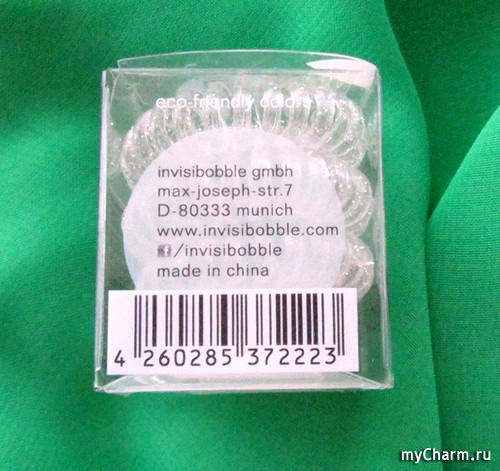 eco-friendly colors
invisibobble gmbh
max-joseph-str.7
D-80333 munich
www.invisibobble.com
f/invisibobble
made in china
4 260285 372223
myCharm.ru